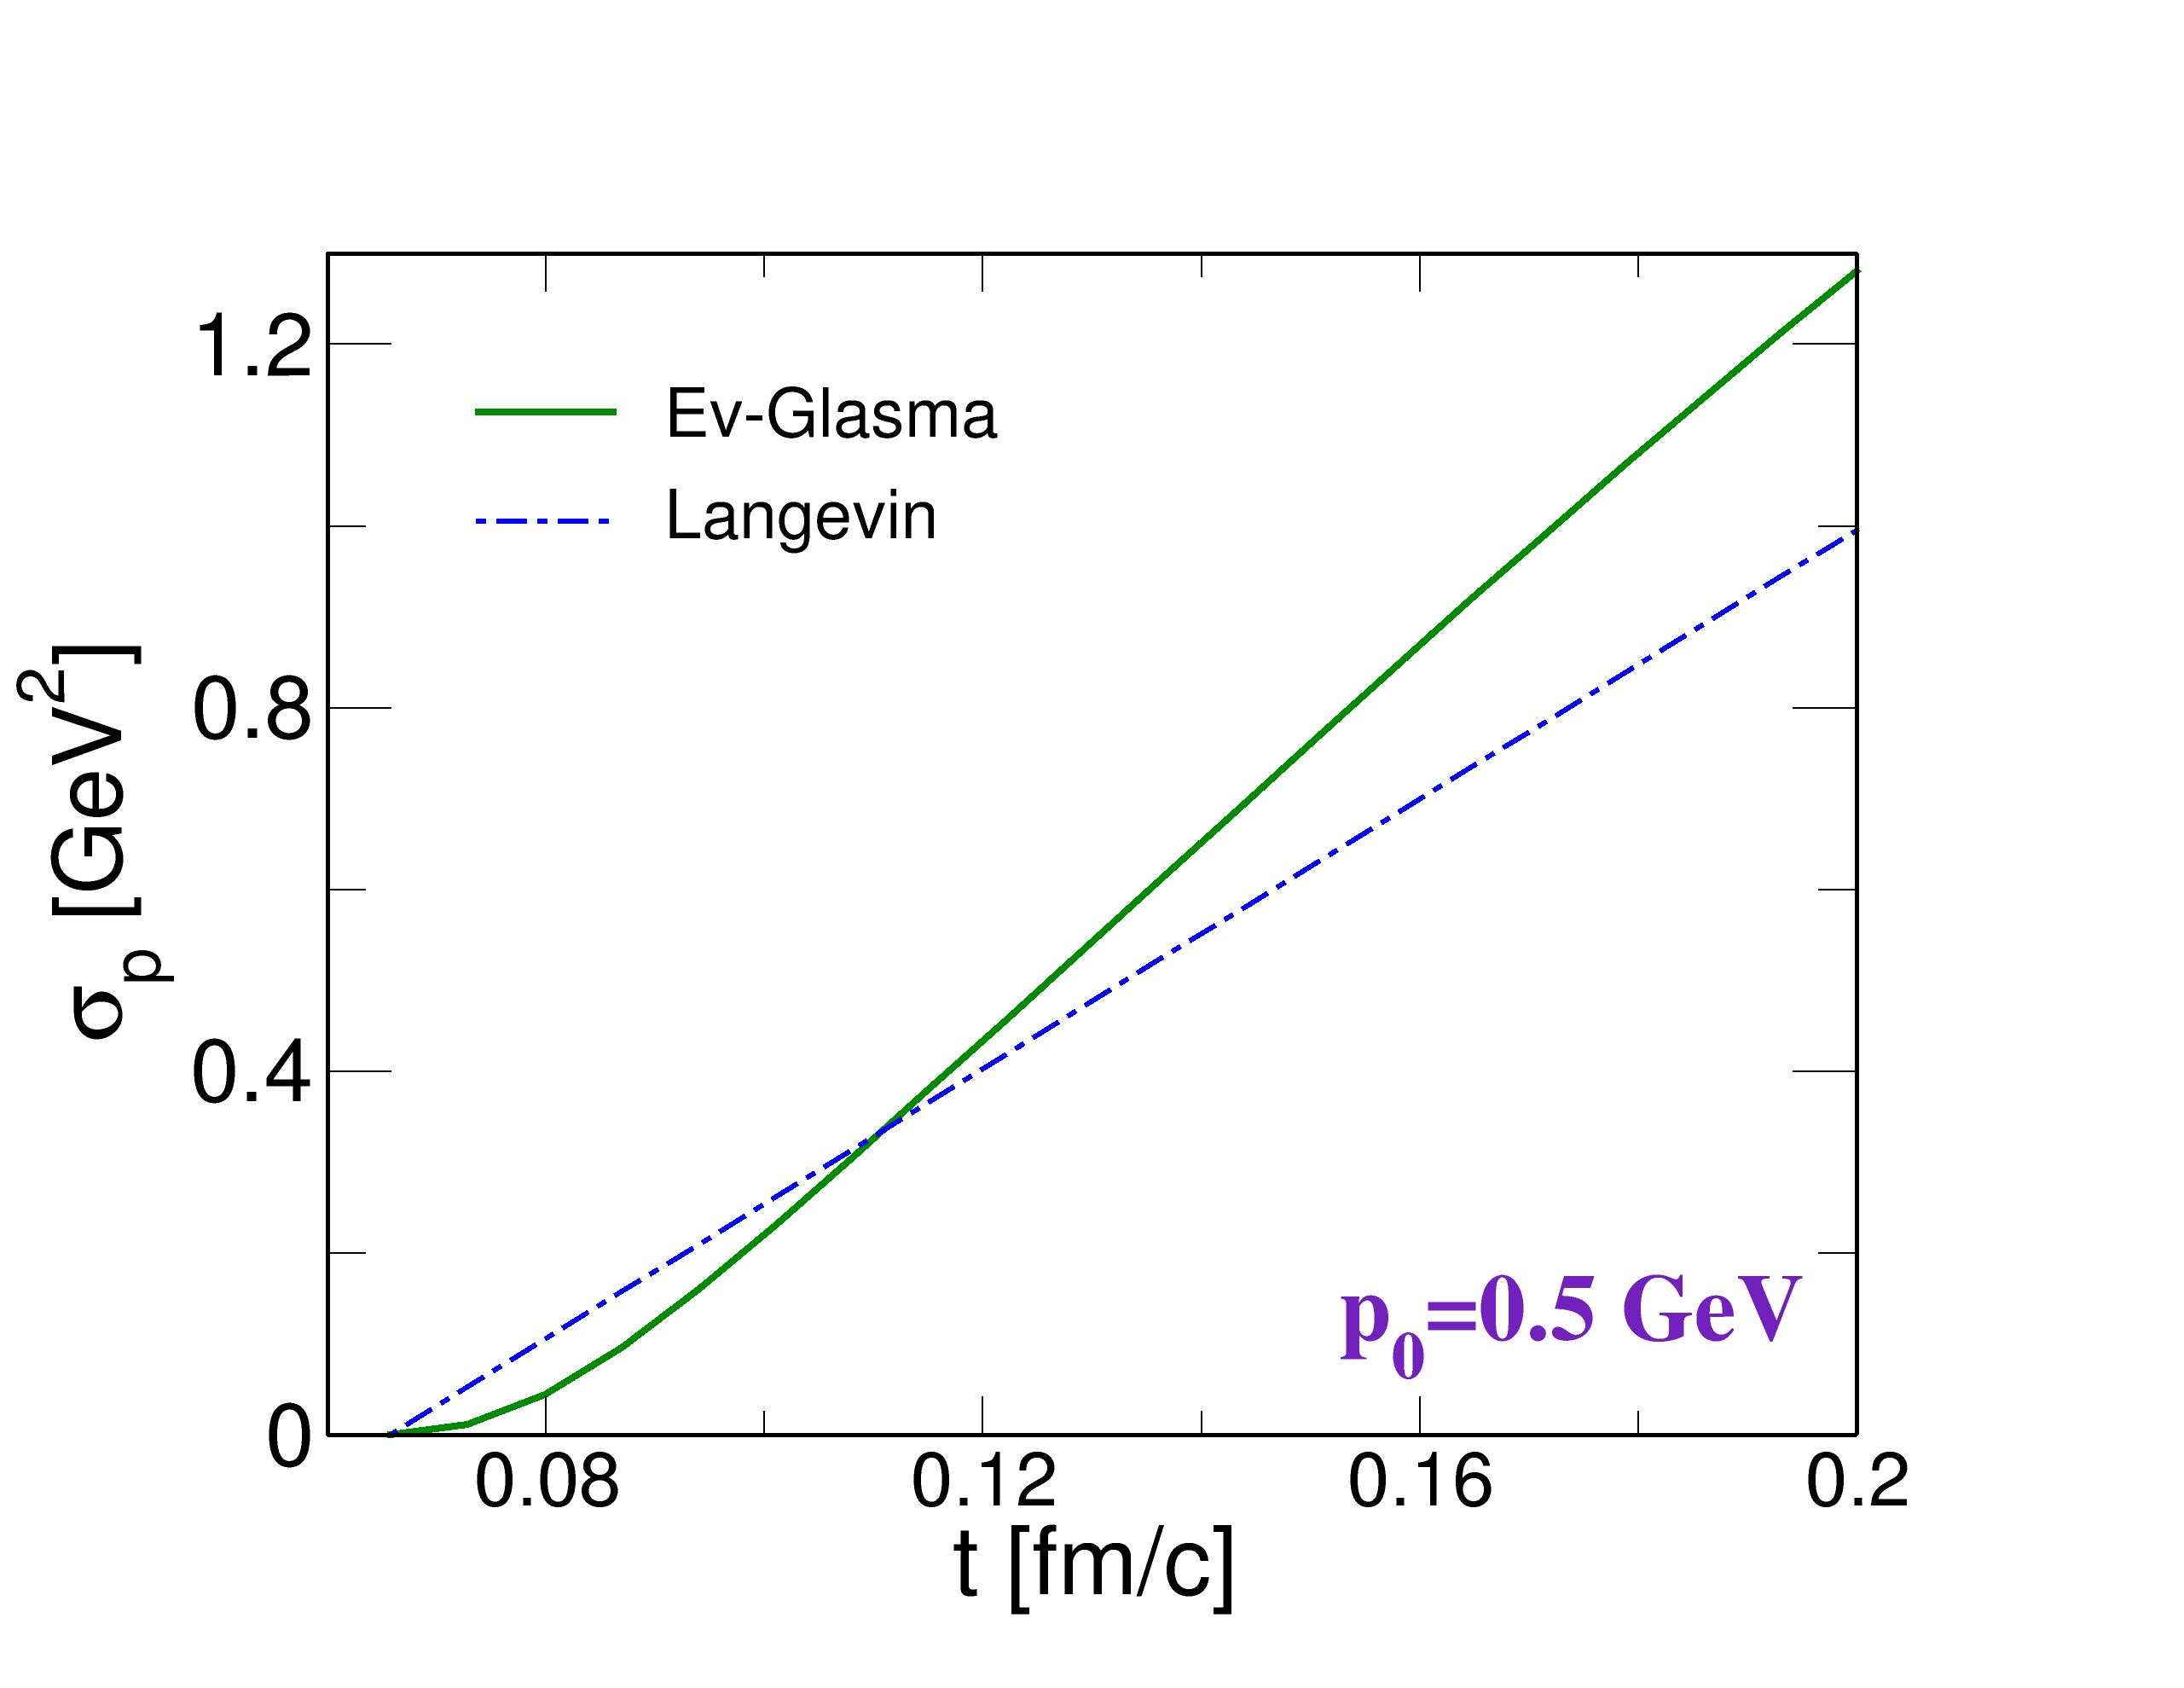 1.2
0.8
0.4
0
σp [GeV²]
Ev-Glasma
Langevin
p₀=0.5 GeV
0.08 0.12 0.16 0.2
t [fm/c]